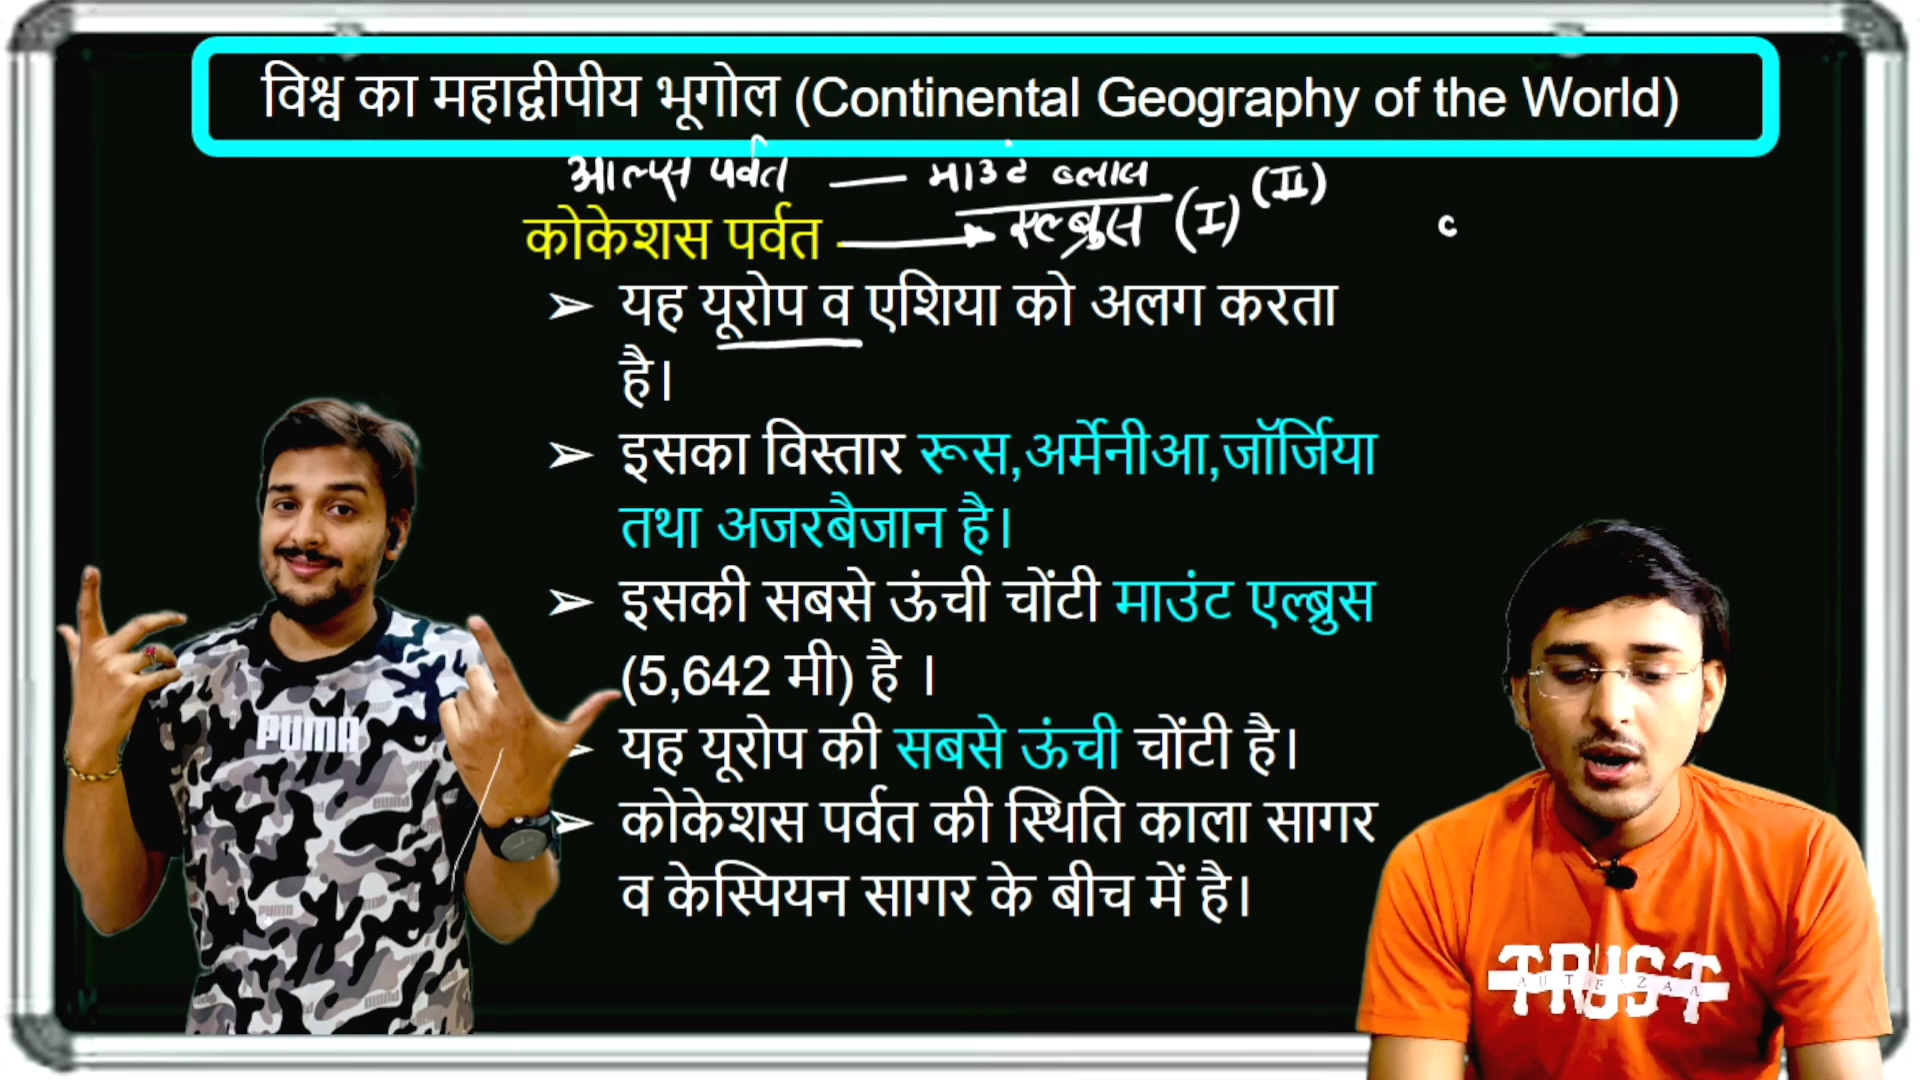 विश्व का महाद्वीपीय भूगोल (Continental Geography of the World)
आल्प्स पर्वत — माउंट ब्लांक (II)
कोकेशस पर्वत → एल्ब्रुस (I)
➢ यह यूरोप व एशिया को अलग करता
है।
➢ इसका विस्तार रूस,अर्मेनीआ,जॉर्जिया
तथा अजरबैजान है।
➢ इसकी सबसे ऊंची चोंटी माउंट एल्ब्रुस
(5,642 मी) है ।
➢ यह यूरोप की सबसे ऊंची चोंटी है।
➢ कोकेशस पर्वत की स्थिति काला सागर
व केस्पियन सागर के बीच में है।
PUMA
TRUST